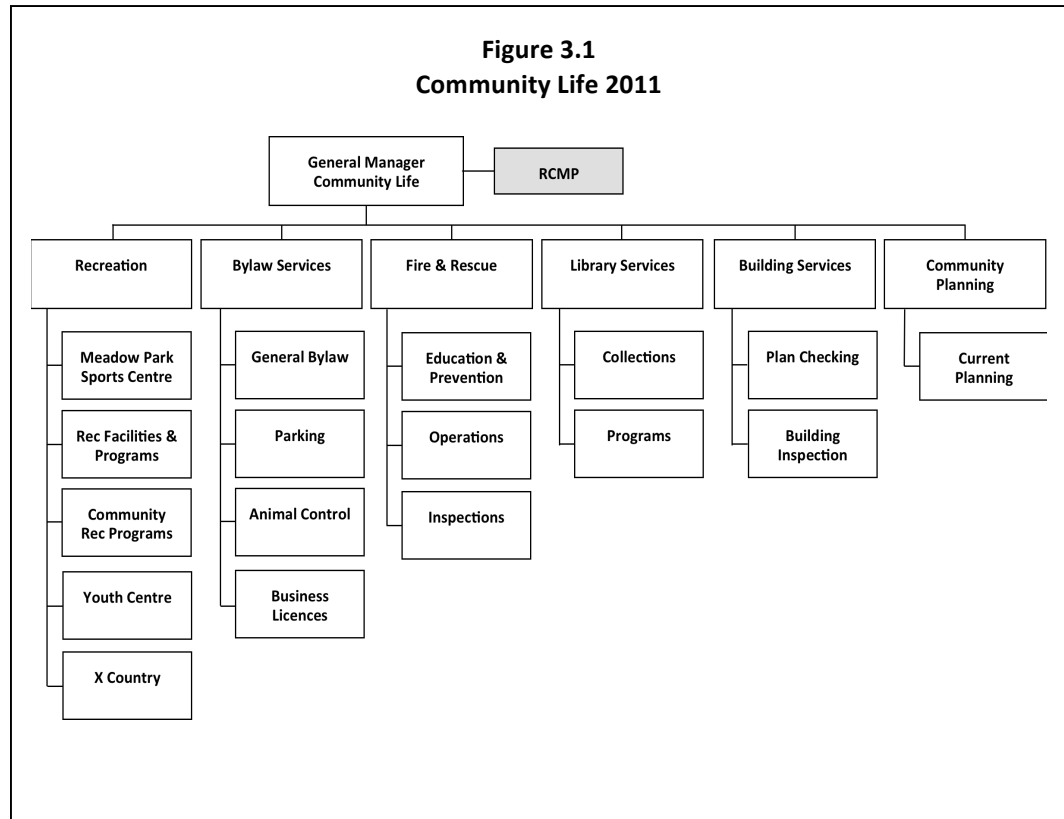 Figure 3.1
Community Life 2011
General Manager
Community Life
RCMP
Recreation
Bylaw Services
Fire & Rescue
Library Services
Building Services
Community
Planning
Meadow Park
Sports Centre
Rec Facilities &
Programs
Community
Rec Programs
Youth Centre
X Country
General Bylaw
Parking
Animal Control
Business
Licences
Education &
Prevention
Operations
Inspections
Collections
Programs
Plan Checking
Building
Inspection
Current
Planning